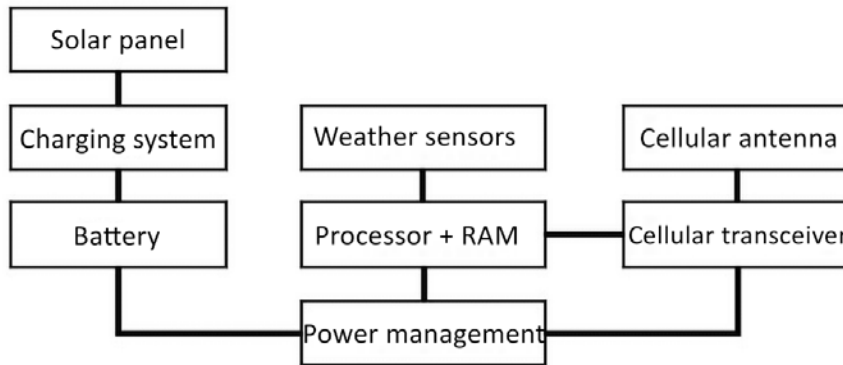 Solar panel
Charging system
Weather sensors
Cellular antenna
Battery
Processor + RAM
Cellular transceiver
Power management